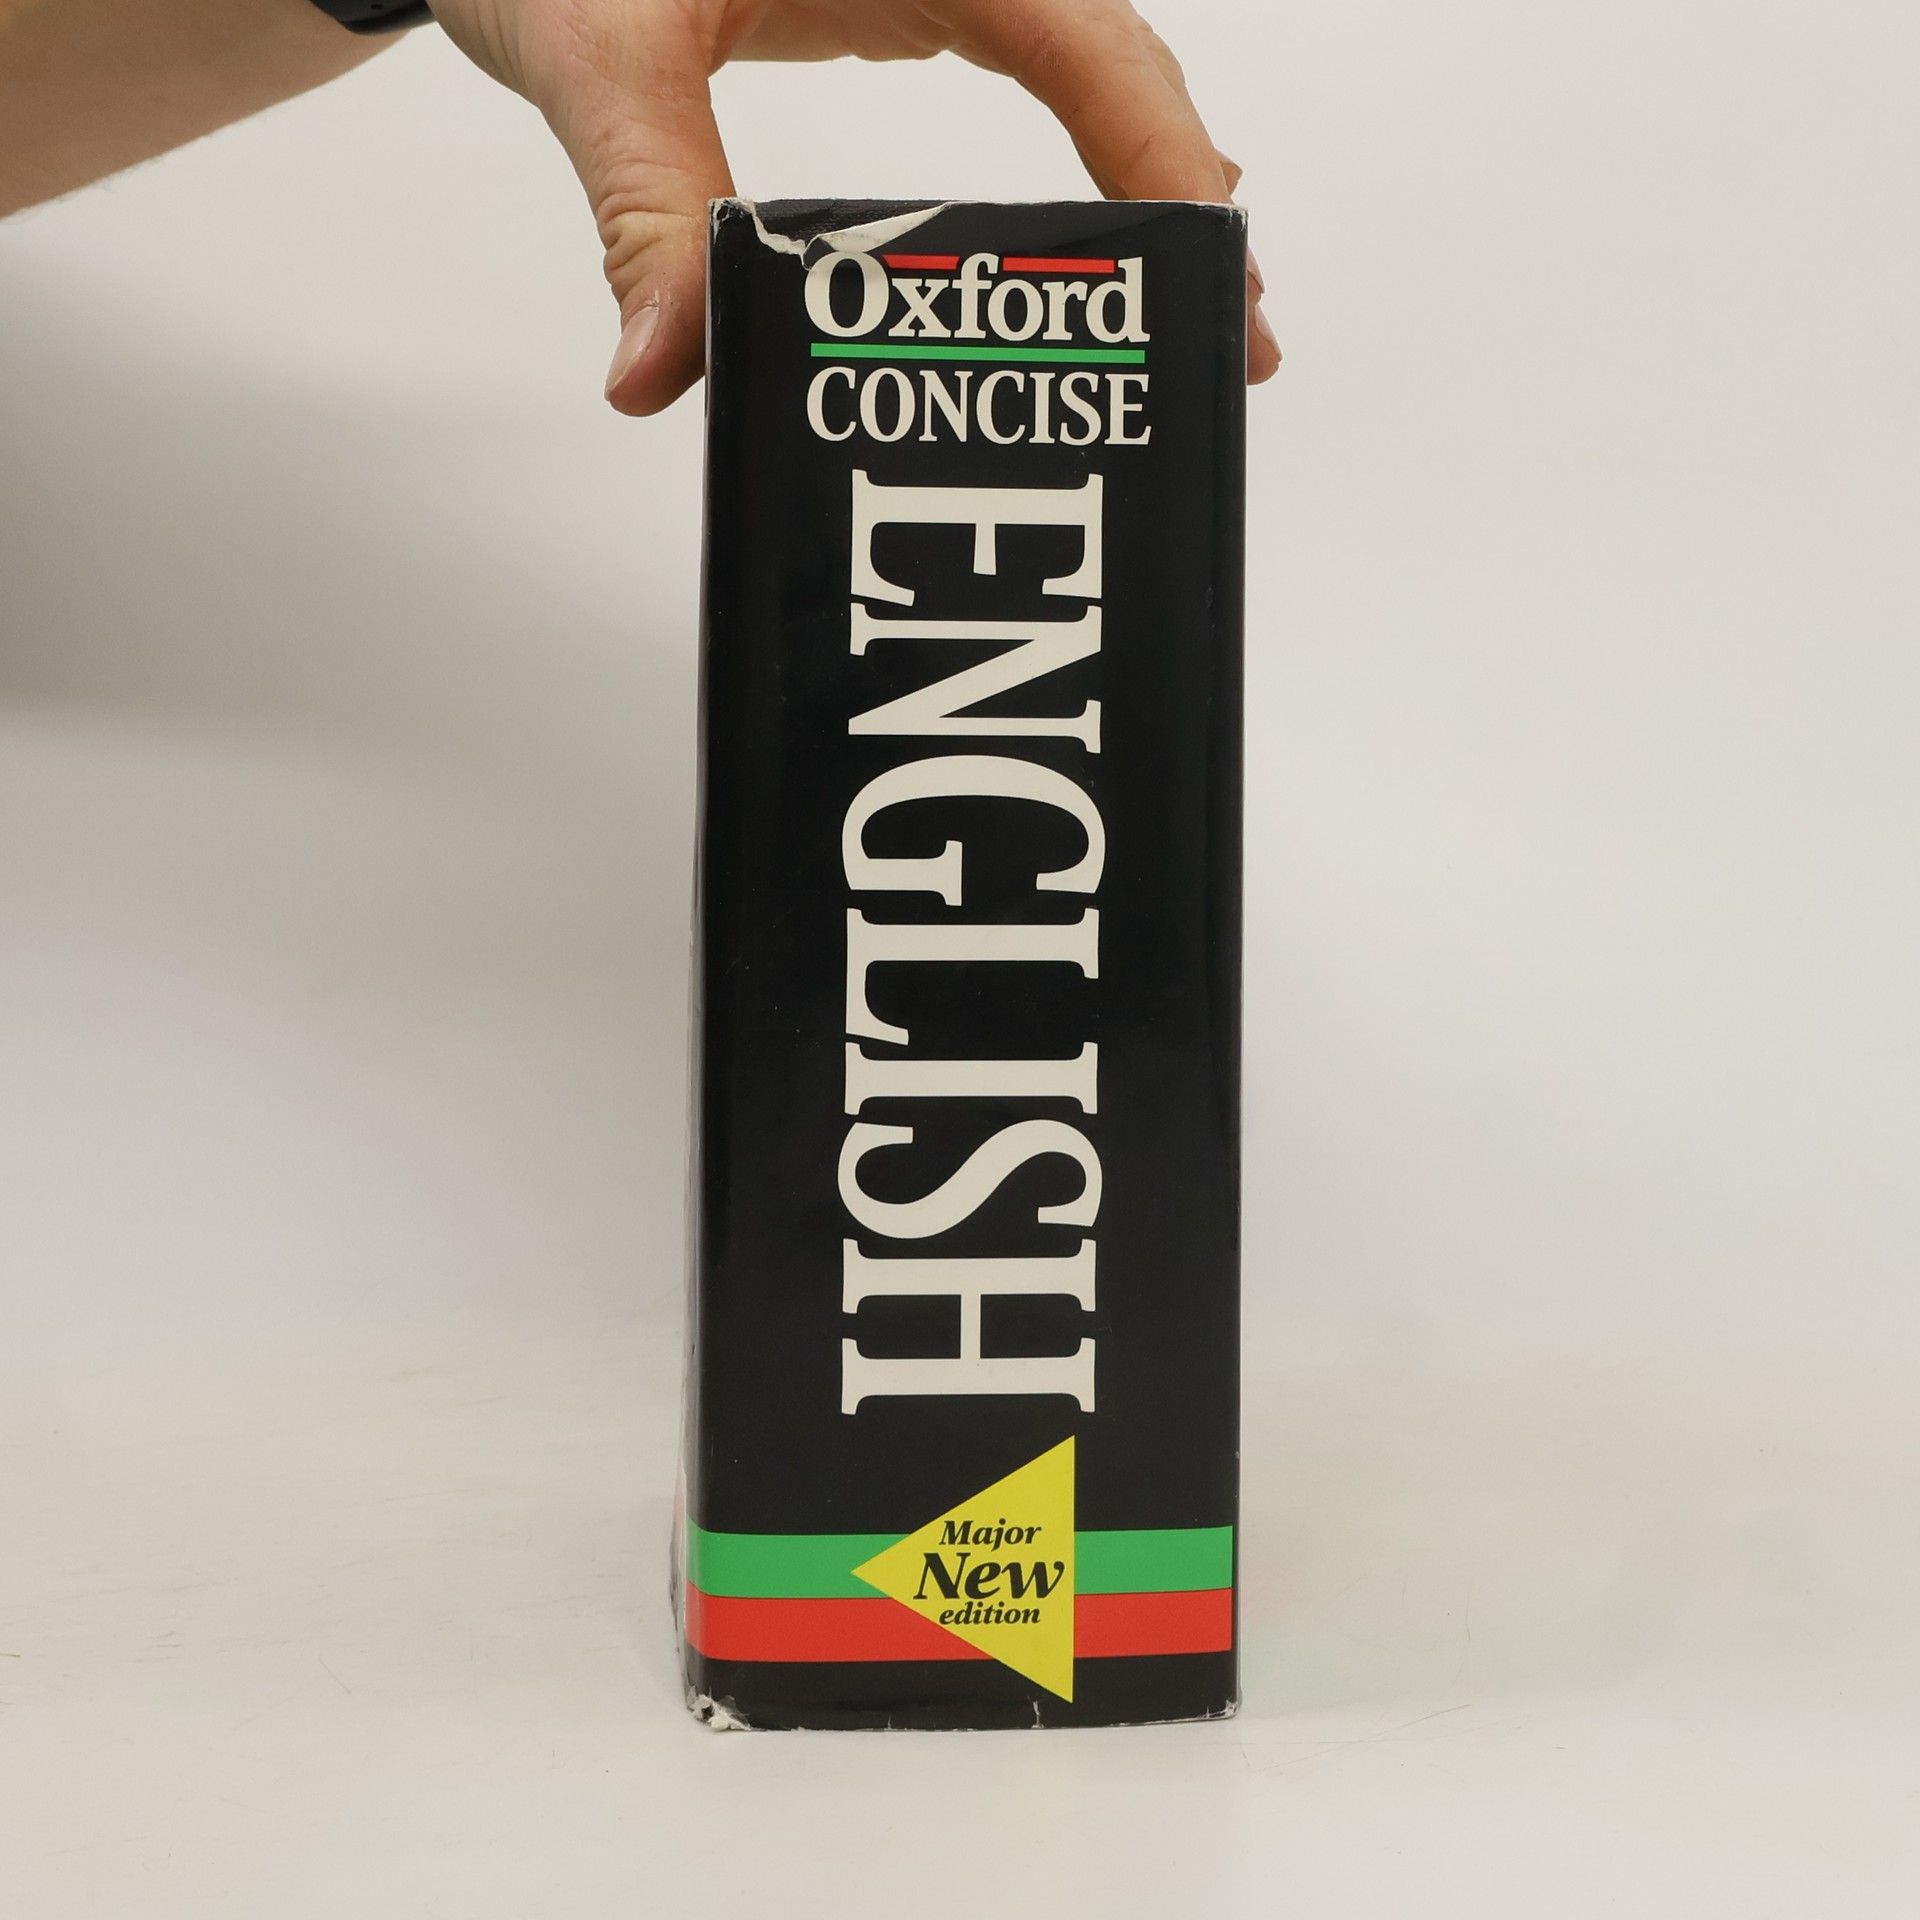 Oxford
CONCISE
ENGLISH
Major
New
edition